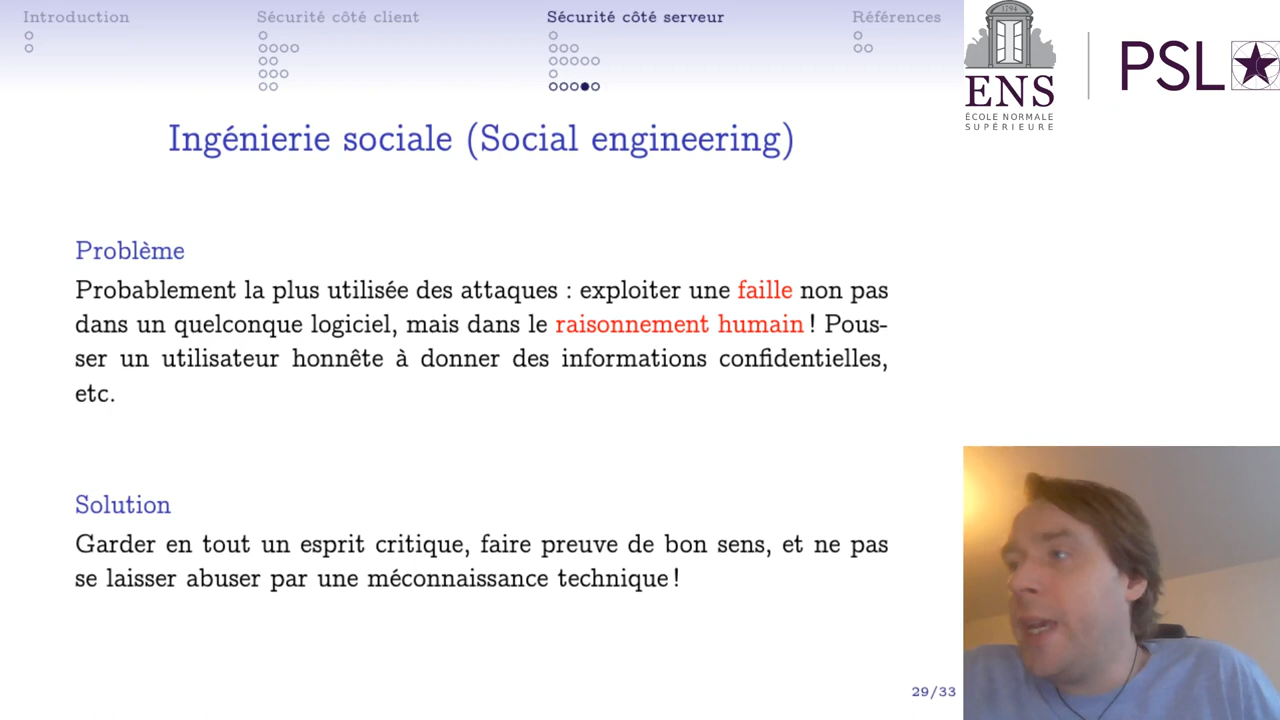 Introduction
Sécurité côté client
Sécurité côté serveur
Références
1794
ENS
ÉCOLE NORMALE
SUPÉRIEURE
PSL
Ingénierie sociale (Social engineering)
Problème
Probablement la plus utilisée des attaques : exploiter une faille non pas
dans un quelconque logiciel, mais dans le raisonnement humain ! Pous-
ser un utilisateur honnête à donner des informations confidentielles,
etc.
Solution
Garder en tout un esprit critique, faire preuve de bon sens, et ne pas
se laisser abuser par une méconnaissance technique !
29/33